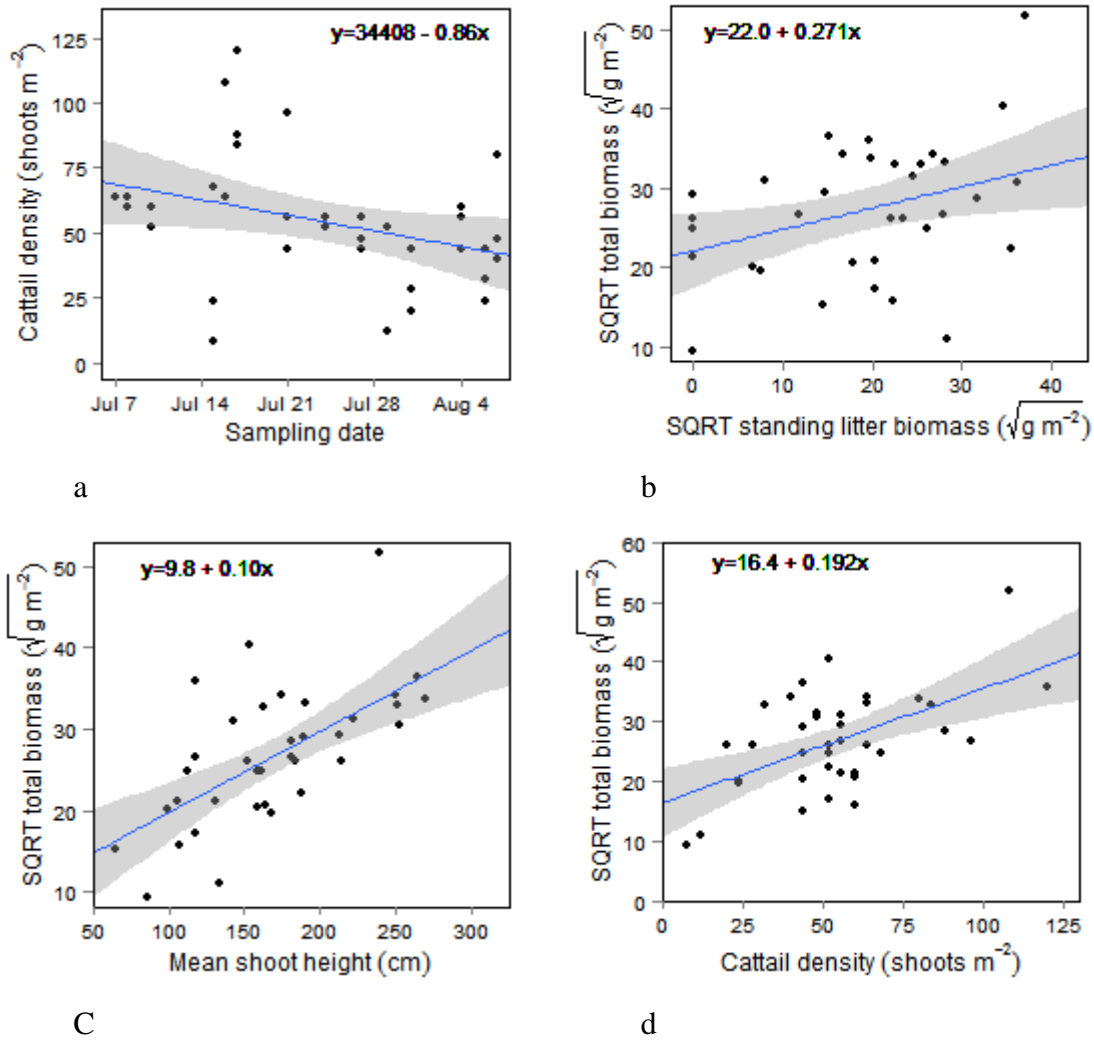 y=34408 - 0.86x
Cattail density (shoots m⁻²)
125
100
75
50
25
0
Jul 7 Jul 14 Jul 21 Jul 28 Aug 4
Sampling date
a
y=22.0 + 0.271x
SQRT total biomass (√g m⁻²)
50
40
30
20
10
0 10 20 30 40
SQRT standing litter biomass (√g m⁻²)
b
y=9.8 + 0.10x
SQRT total biomass (√g m⁻²)
50
40
30
20
10
50 100 150 200 250 300
Mean shoot height (cm)
C
y=16.4 + 0.192x
SQRT total biomass (√g m⁻²)
60
50
40
30
20
10
0
0 25 50 75 100 125
Cattail density (shoots m⁻²)
d